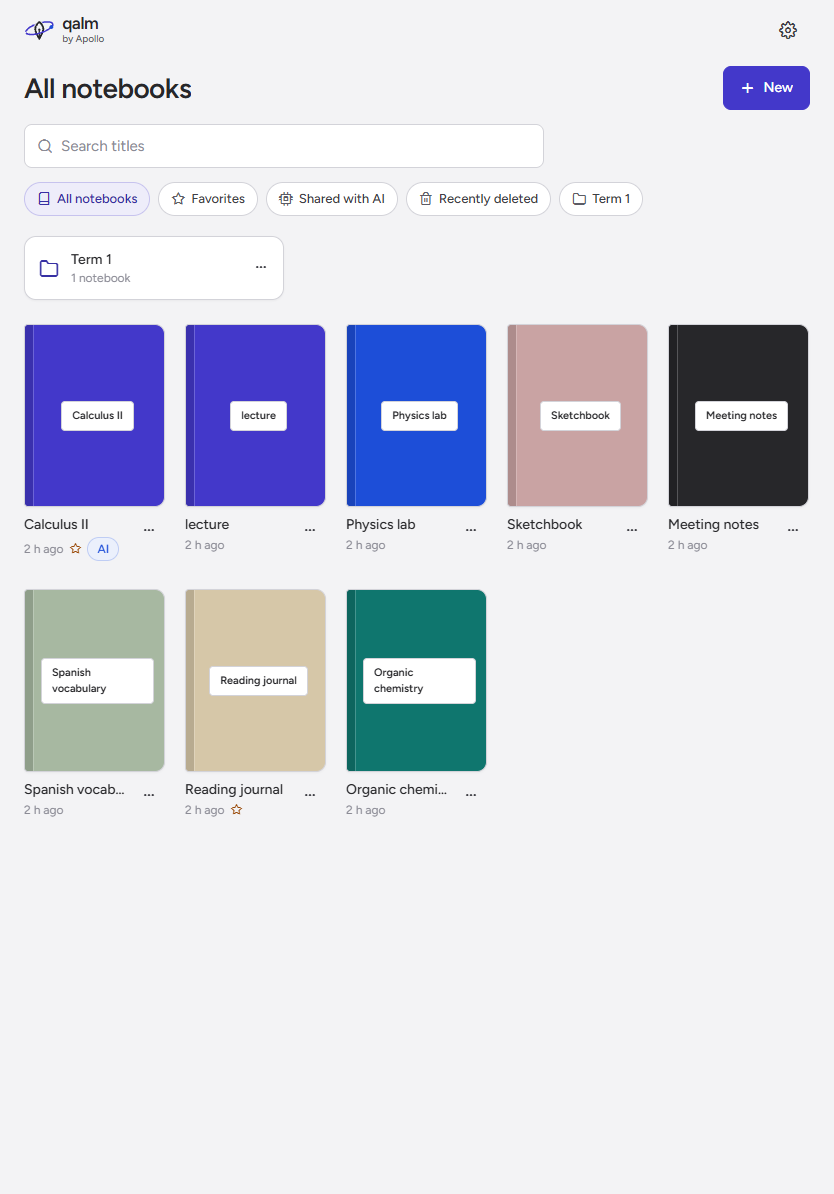 qalm
by Apollo
All notebooks
+ New
Search titles
All notebooks
Favorites
Shared with AI
Recently deleted
Term 1
Term 1
1 notebook
...
Calculus II
lecture
Physics lab
Sketchbook
Meeting notes
Calculus II ...
2 h ago AI
lecture ...
2 h ago
Physics lab ...
2 h ago
Sketchbook ...
2 h ago
Meeting notes ...
2 h ago
Spanish
vocabulary
Reading journal
Organic
chemistry
Spanish vocab... ...
2 h ago
Reading journal ...
2 h ago
Organic chemi... ...
2 h ago